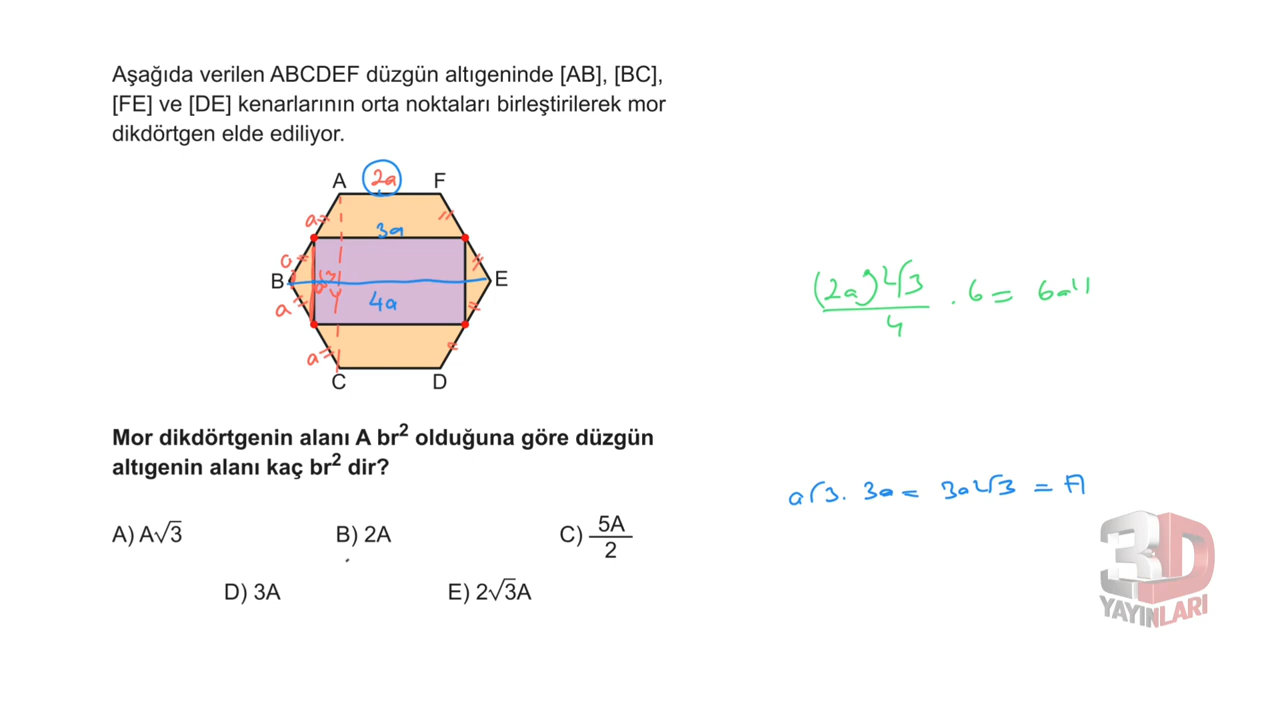 Aşağıda verilen ABCDEF düzgün altıgeninde [AB], [BC],
[FE] ve [DE] kenarlarının orta noktaları birleştirilerek mor
dikdörtgen elde ediliyor.
A 2a F
a
3a
a
B E
4a
a
a
C D
(2a)²√3
4
. 6 =
Mor dikdörtgenin alanı A br² olduğuna göre düzgün
altıgenin alanı kaç br² dir?
a√3. 3a = 3a²√3 = A
A) A√3 B) 2A C) 5A/2
D) 3A E) 2√3A
3D
YAYINLARI